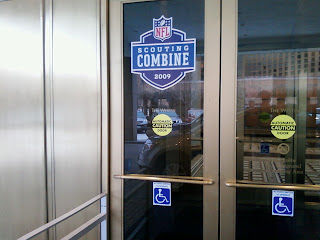 NFL
SCOUTING
COMBINE
2009
AUTOMATIC
CAUTION
DOOR
AUTOMATIC
CAUTION
DOOR